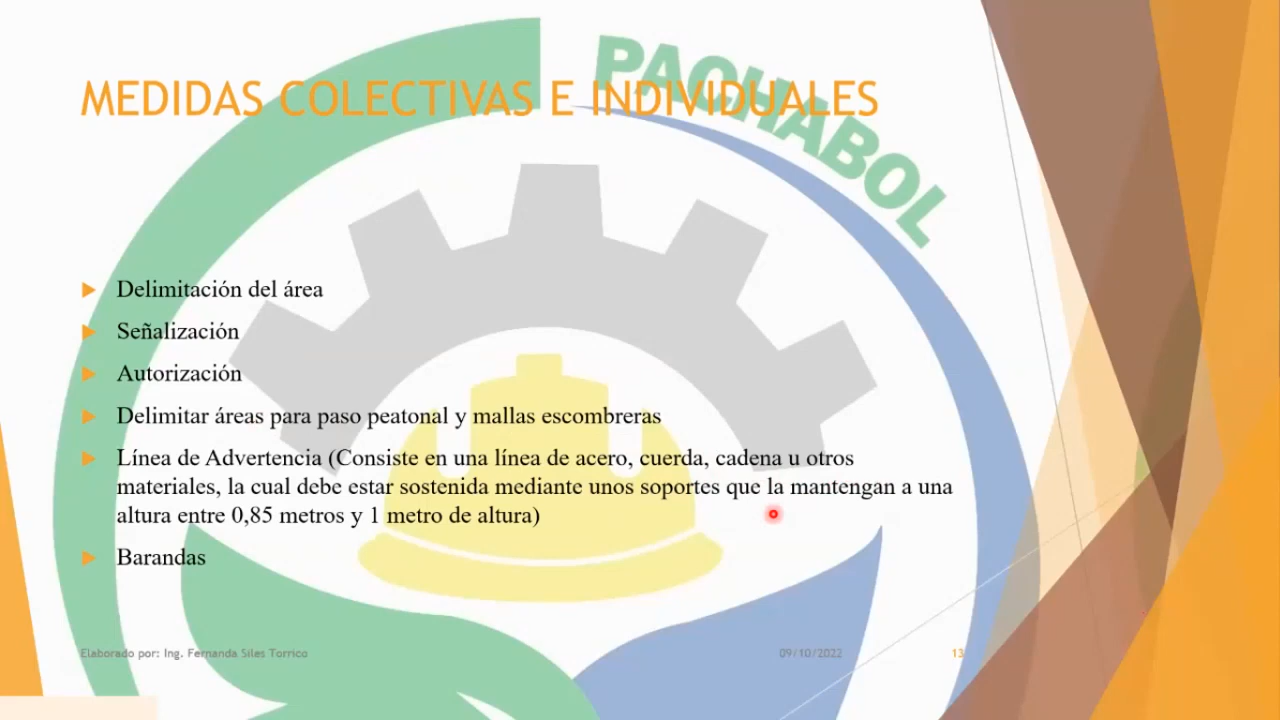 PACHABOL
MEDIDAS COLECTIVAS E INDIVIDUALES
Delimitación del área
Señalización
Autorización
Delimitar áreas para paso peatonal y mallas escombreras
Línea de Advertencia (Consiste en una línea de acero, cuerda, cadena u otros
materiales, la cual debe estar sostenida mediante unos soportes que la mantengan a una
altura entre 0,85 metros y 1 metro de altura)
Barandas
Elaborado por: Ing. Fernanda Siles Torrico
09/10/2022
13